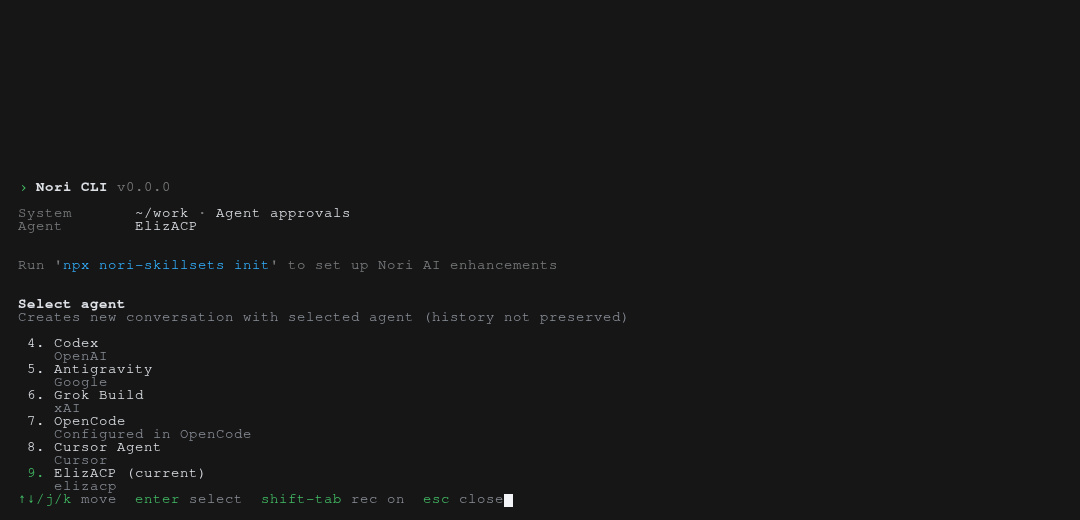 › Nori CLI v0.0.0
System ~/work · Agent approvals
Agent ElizACP
Run 'npx nori-skillsets init' to set up Nori AI enhancements
Select agent
Creates new conversation with selected agent (history not preserved)
4. Codex
OpenAI
5. Antigravity
Google
6. Grok Build
xAI
7. OpenCode
Configured in OpenCode
8. Cursor Agent
Cursor
9. ElizACP (current)
elizacp
↑↓/j/k move enter select shift-tab rec on esc close